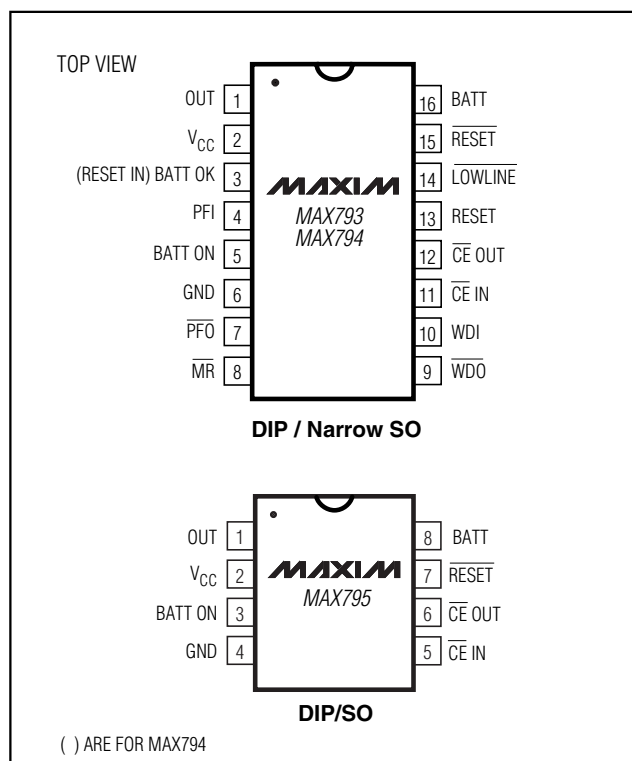 TOP VIEW
OUT 1
VCC 2
(RESET IN) BATT OK 3
PFI 4
BATT ON 5
GND 6
PFO 7
MR 8
MAXIM
MAX793
MAX794
16 BATT
15 RESET
14 LOWLINE
13 RESET
12 CE OUT
11 CE IN
10 WDI
9 WDO
DIP / Narrow SO
OUT 1
VCC 2
BATT ON 3
GND 4
MAXIM
MAX795
8 BATT
7 RESET
6 CE OUT
5 CE IN
DIP/SO
( ) ARE FOR MAX794